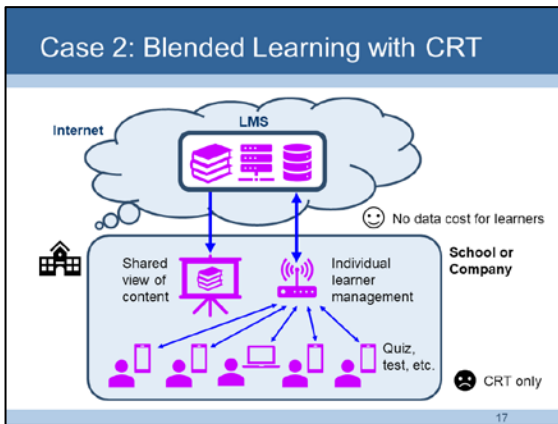 Case 2: Blended Learning with CRT
Internet
LMS
No data cost for learners
School or
Company
Shared
view of
content
Individual
learner
management
Quiz,
test, etc.
CRT only
17